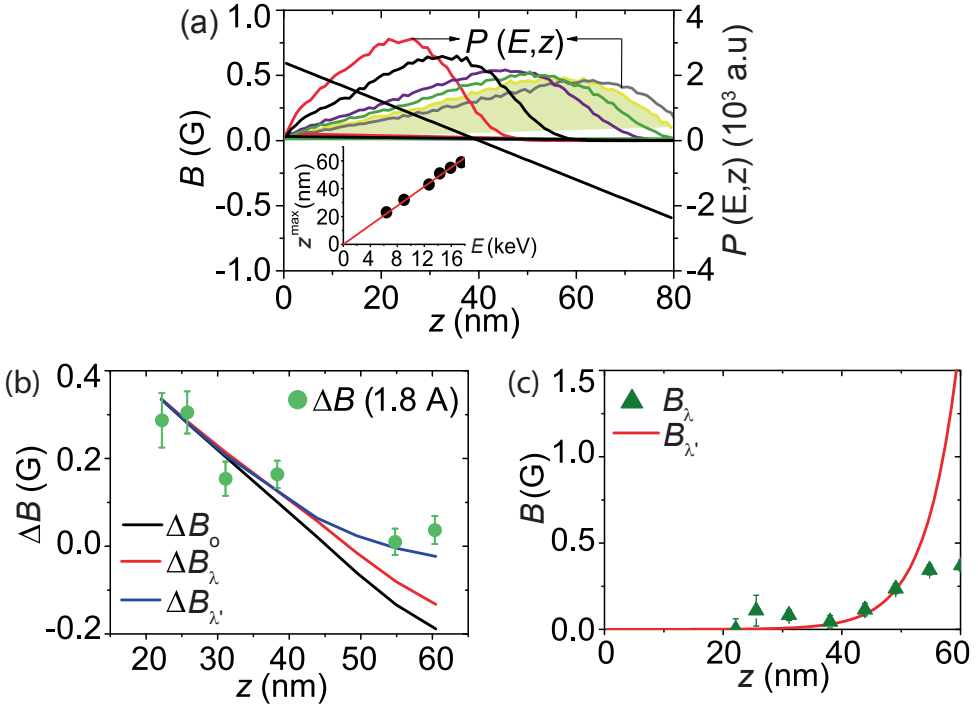 (a)
P (E,z)
B (G)
1.0
0.5
0.0
-0.5
-1.0
4
2
0
-2
-4
P (E,z) (10³ a.u)
z^max (nm)
60
40
20
0
0 4 8 12 16
E (keV)
0 20 40 60 80
z (nm)
(b)
ΔB (G)
0.4
0.2
0.0
-0.2
ΔB (1.8 A)
ΔB_o
ΔB_λ
ΔB_λ'
20 30 40 50 60
z (nm)
(c)
B (G)
1.5
1.0
0.5
0.0
B_λ
B_λ'
0 20 40 60
z (nm)